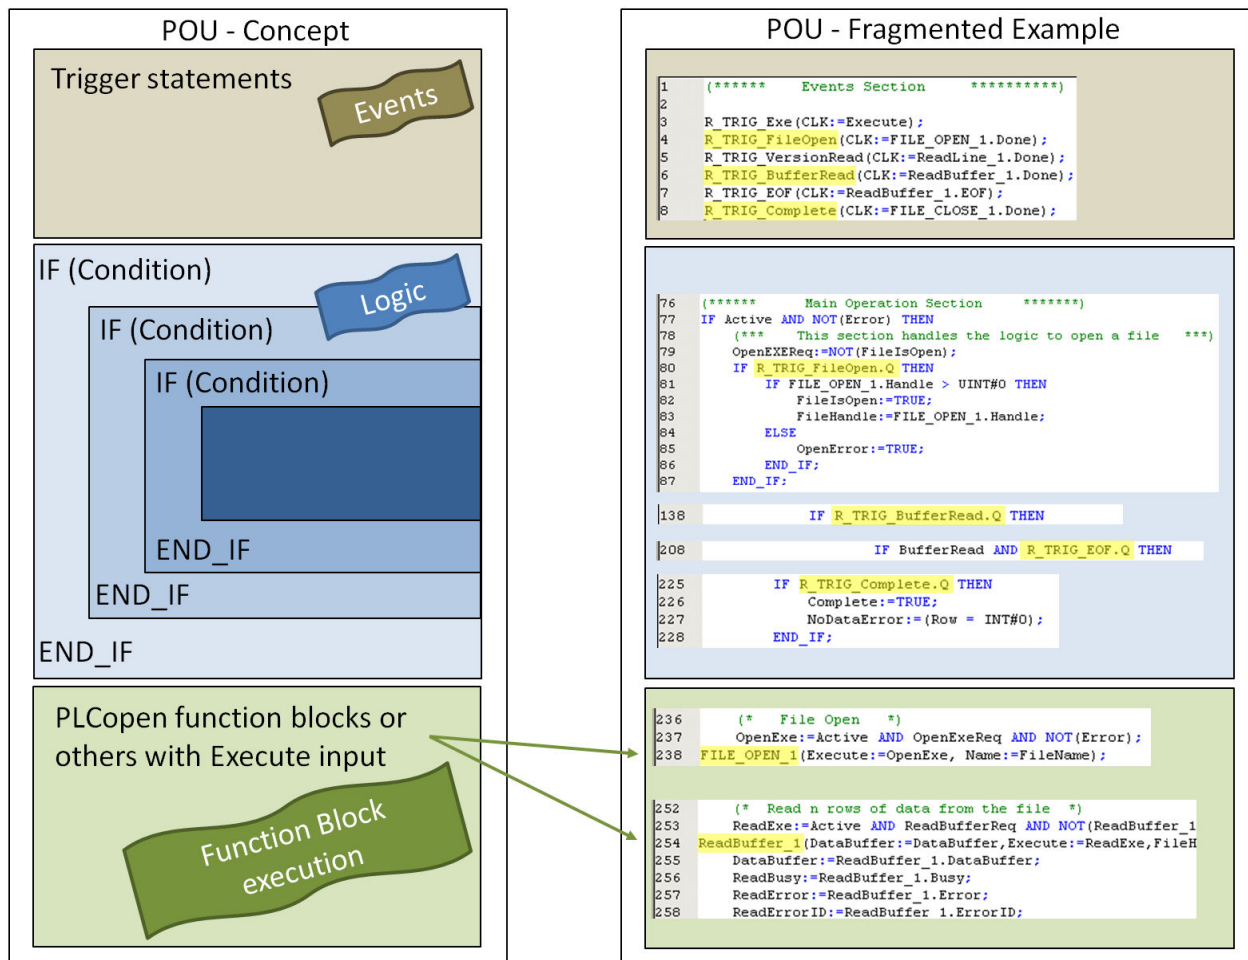 POU - Concept
Trigger statements
Events
IF (Condition)
Logic
IF (Condition)
IF (Condition)
END_IF
END_IF
END_IF
PLCopen function blocks or
others with Execute input
Function Block
execution
POU - Fragmented Example
1 (****** Events Section **********)
2
3 R_TRIG_Exe(CLK:=Execute);
4 R_TRIG_FileOpen(CLK:=FILE_OPEN_1.Done);
5 R_TRIG_VersionRead(CLK:=ReadLine_1.Done);
6 R_TRIG_BufferRead(CLK:=ReadBuffer_1.Done);
7 R_TRIG_EOF(CLK:=ReadBuffer_1.EOF);
8 R_TRIG_Complete(CLK:=FILE_CLOSE_1.Done);
76 (****** Main Operation Section *******)
77 IF Active AND NOT(Error) THEN
78 (*** This section handles the logic to open a file ***)
79 OpenEXEReq:=NOT(FileIsOpen);
80 IF R_TRIG_FileOpen.Q THEN
81 IF FILE_OPEN_1.Handle > UINT#0 THEN
82 FileIsOpen:=TRUE;
83 FileHandle:=FILE_OPEN_1.Handle;
84 ELSE
85 OpenError:=TRUE;
86 END_IF;
87 END_IF;
138 IF R_TRIG_BufferRead.Q THEN
208 IF BufferRead AND R_TRIG_EOF.Q THEN
225 IF R_TRIG_Complete.Q THEN
226 Complete:=TRUE;
227 NoDataError:=(Row = INT#0);
228 END_IF;
236 (* File Open *)
237 OpenExe:=Active AND OpenExeReq AND NOT(Error);
238 FILE_OPEN_1(Execute:=OpenExe, Name:=FileName);
252 (* Read n rows of data from the file *)
253 ReadExe:=Active AND ReadBufferReq AND NOT(ReadBuffer_1
254 ReadBuffer_1(DataBuffer:=DataBuffer,Execute:=ReadExe,FileH
255 DataBuffer:=ReadBuffer_1.DataBuffer;
256 ReadBusy:=ReadBuffer_1.Busy;
257 ReadError:=ReadBuffer_1.Error;
258 ReadErrorID:=ReadBuffer_1.ErrorID;